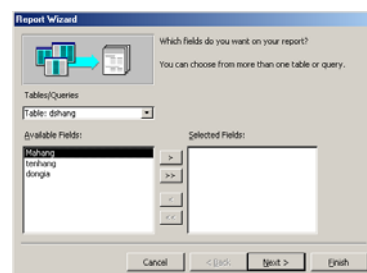 Report Wizard
Which fields do you want on your report?
You can choose from more than one table or query.
Tables/Queries
Table: dshang
Available Fields:
Selected Fields:
Mahang
tenhang
dongia
>
>>
<
<<
Cancel
< Back
Next >
Finish